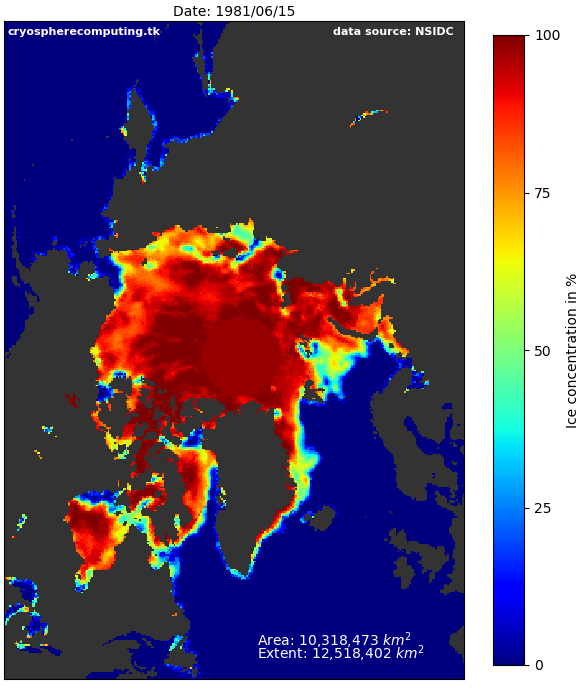 Date: 1981/06/15
cryospherecomputing.tk
data source: NSIDC
100
75
50
25
0
Ice concentration in %
Area: 10,318,473 km²
Extent: 12,518,402 km²